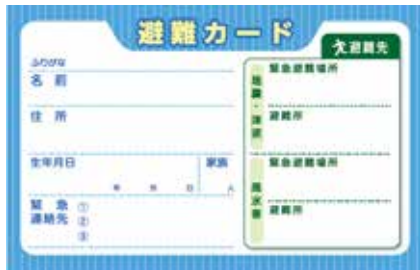 避難カード
ふりがな
名 前
住 所
生年月日
年 月 日
家族
人
緊 急 ①
連絡先 ②
③
避難先
地震・津波
緊急避難場所
避難所
風水害
緊急避難場所
避難所